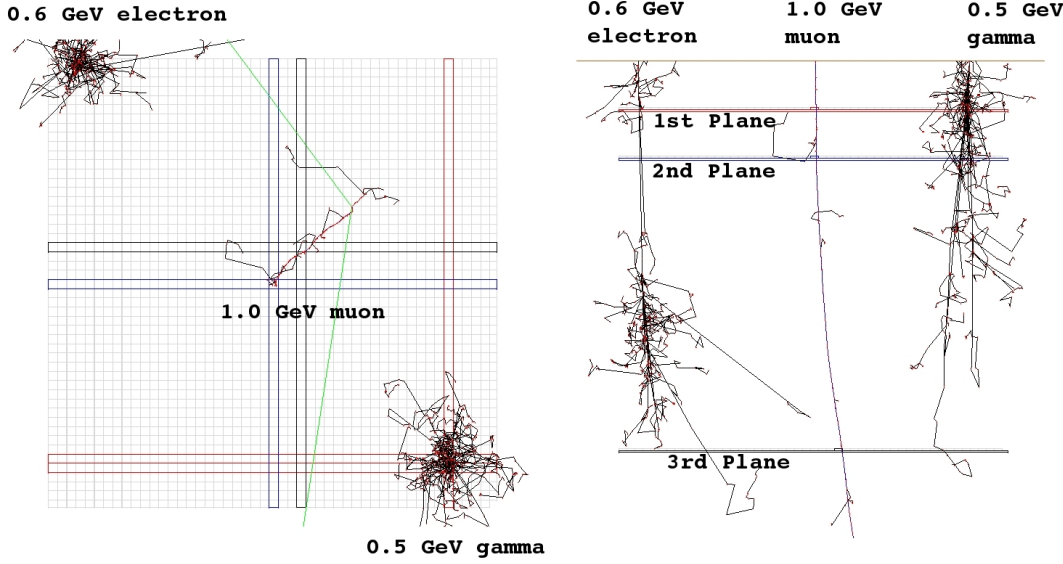 0.6 GeV electron
1.0 GeV muon
0.5 GeV gamma
0.6 GeV
electron
1.0 GeV
muon
0.5 GeV
gamma
1st Plane
2nd Plane
3rd Plane